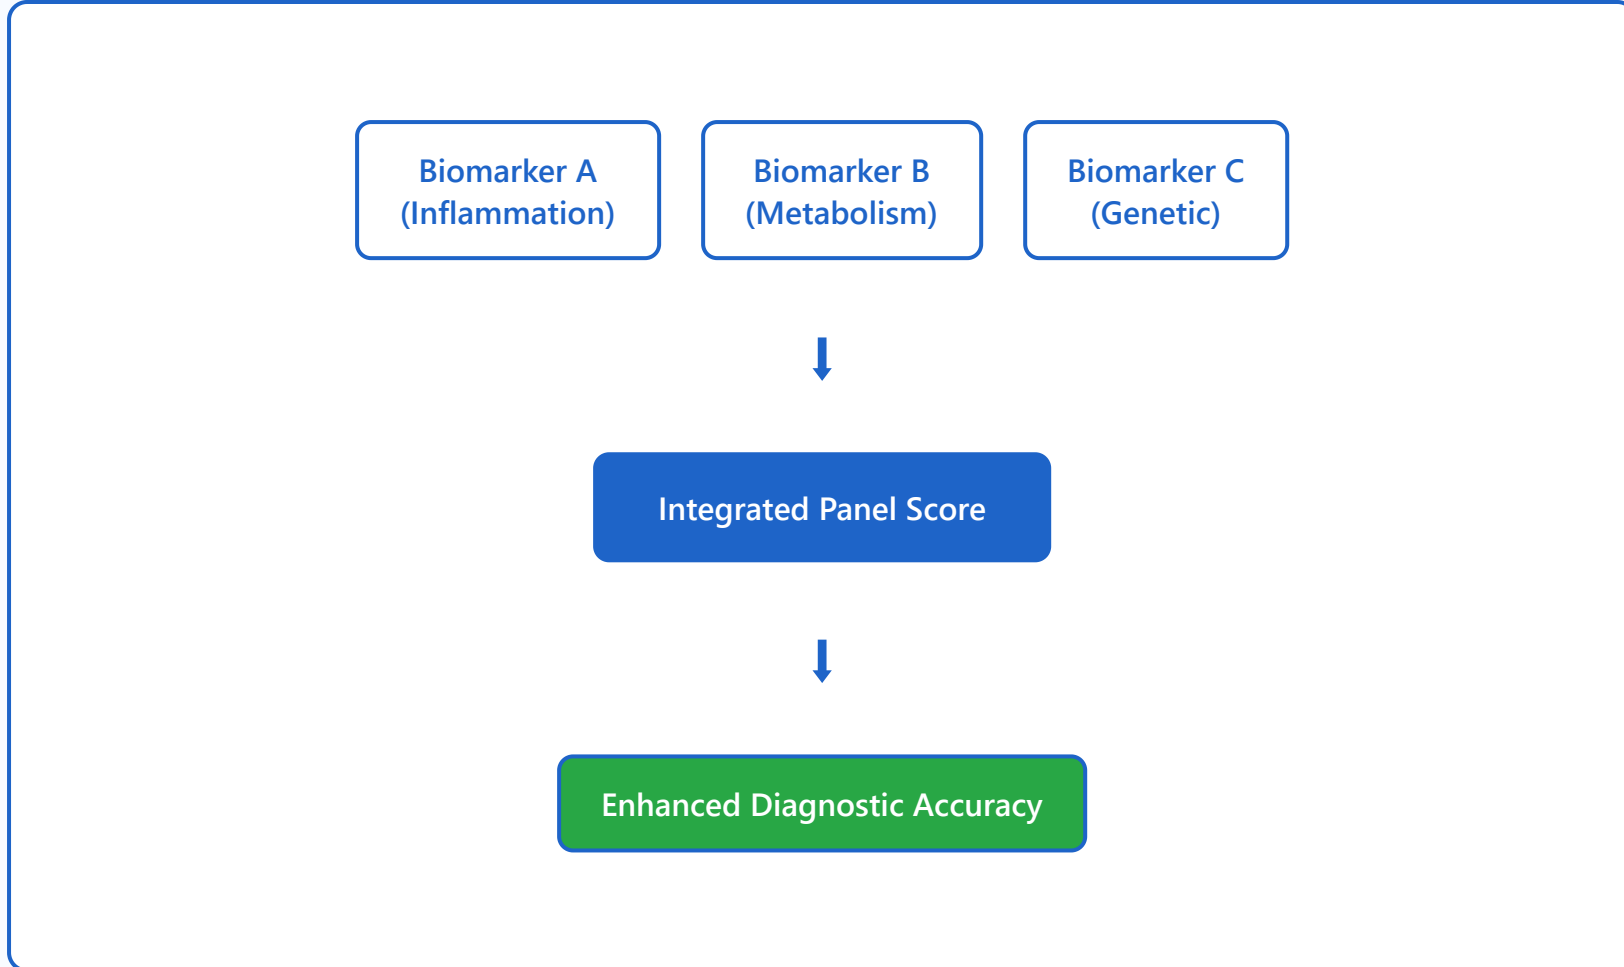 Biomarker A
(Inflammation)
Biomarker B
(Metabolism)
Biomarker C
(Genetic)
Integrated Panel Score
Enhanced Diagnostic Accuracy